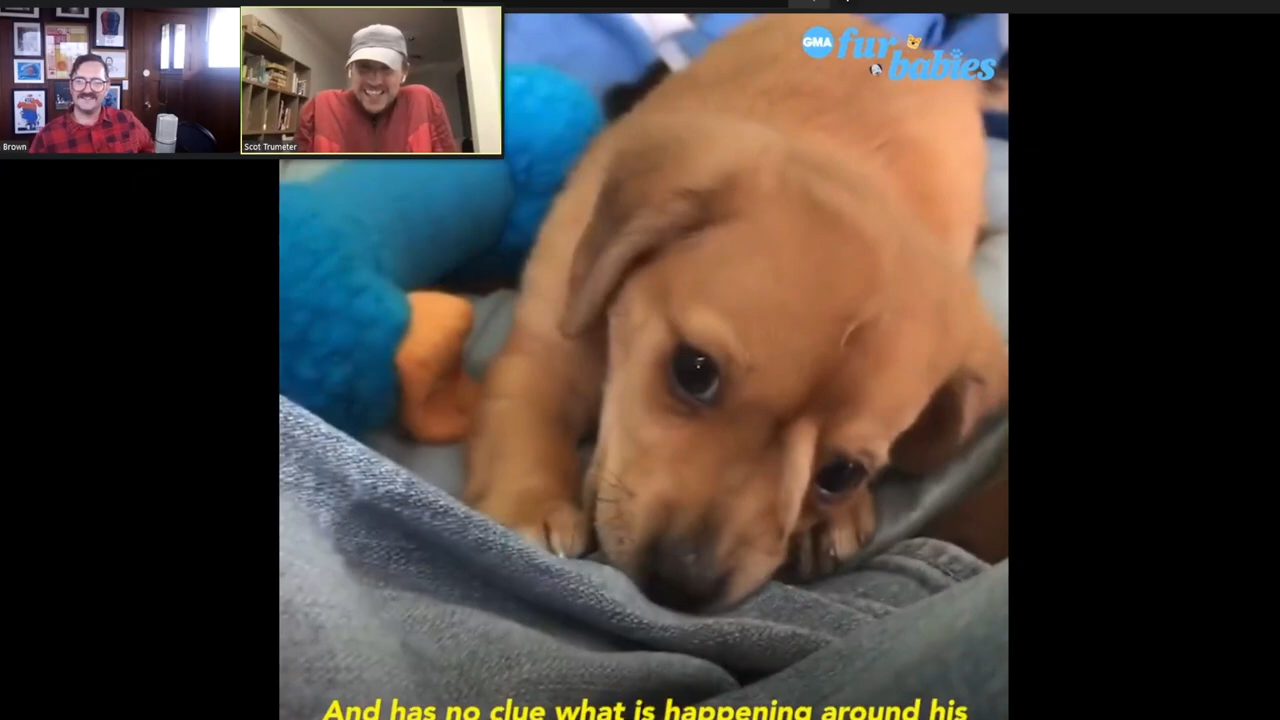 Brown
Scot Trumeter
GMA
fur
babies
And has no clue what is happening around his